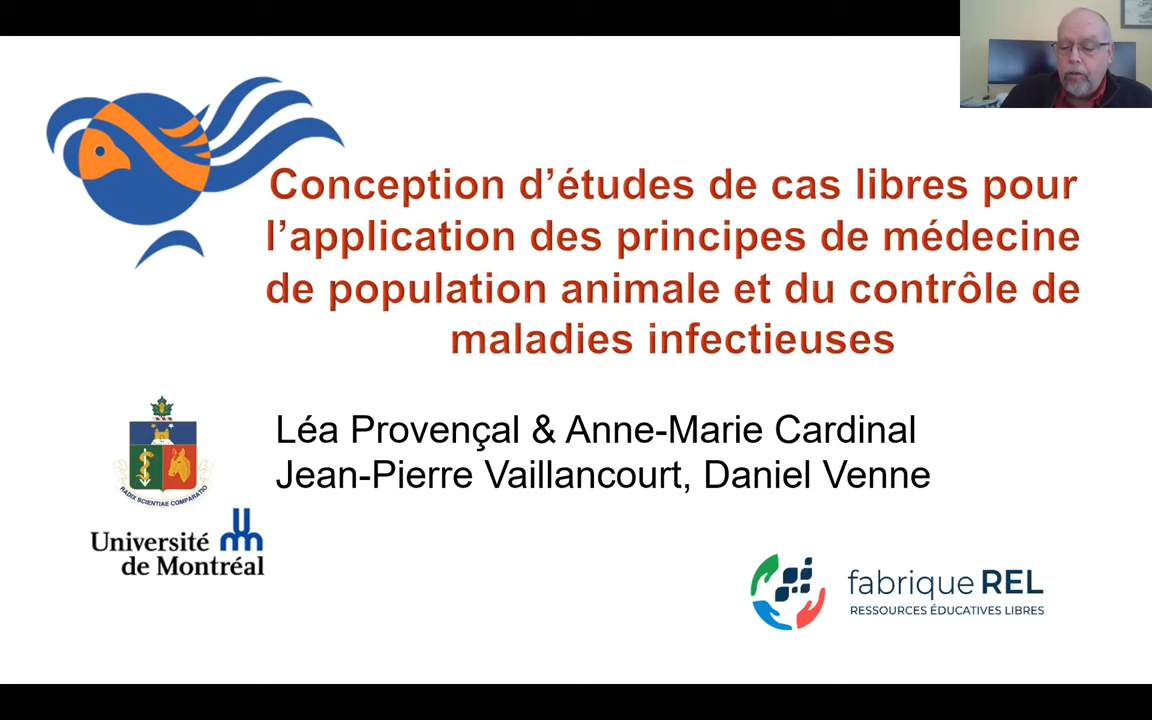 Conception d’études de cas libres pour
l’application des principes de médecine
de population animale et du contrôle de
maladies infectieuses
Léa Provençal & Anne-Marie Cardinal
Jean-Pierre Vaillancourt, Daniel Venne
RADIX SCIENTIAE COMPARATIO
Université
de Montréal
fabrique REL
RESSOURCES ÉDUCATIVES LIBRES